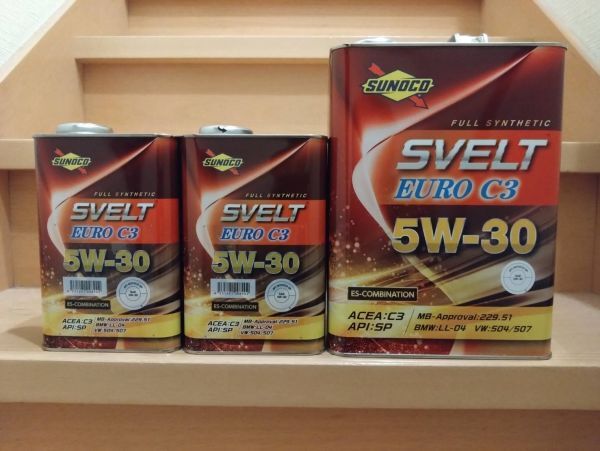 SUNOCO
FULL SYNTHETIC
SVELT
EURO C3
5W-30
ES-COMBINATION
ACEA:C3
API:SP
MB-Approval:229.51
BMW:LL-04
VW:504/507
SUNOCO
FULL SYNTHETIC
SVELT
EURO C3
5W-30
ES-COMBINATION
ACEA:C3
API:SP
MB-Approval:229.51
BMW:LL-04
VW:504/507
SUNOCO
FULL SYNTHETIC
SVELT
EURO C3
5W-30
ES-COMBINATION
ACEA:C3
API:SP
MB-Approval:229.51
BMW:LL-04 VW:504/507